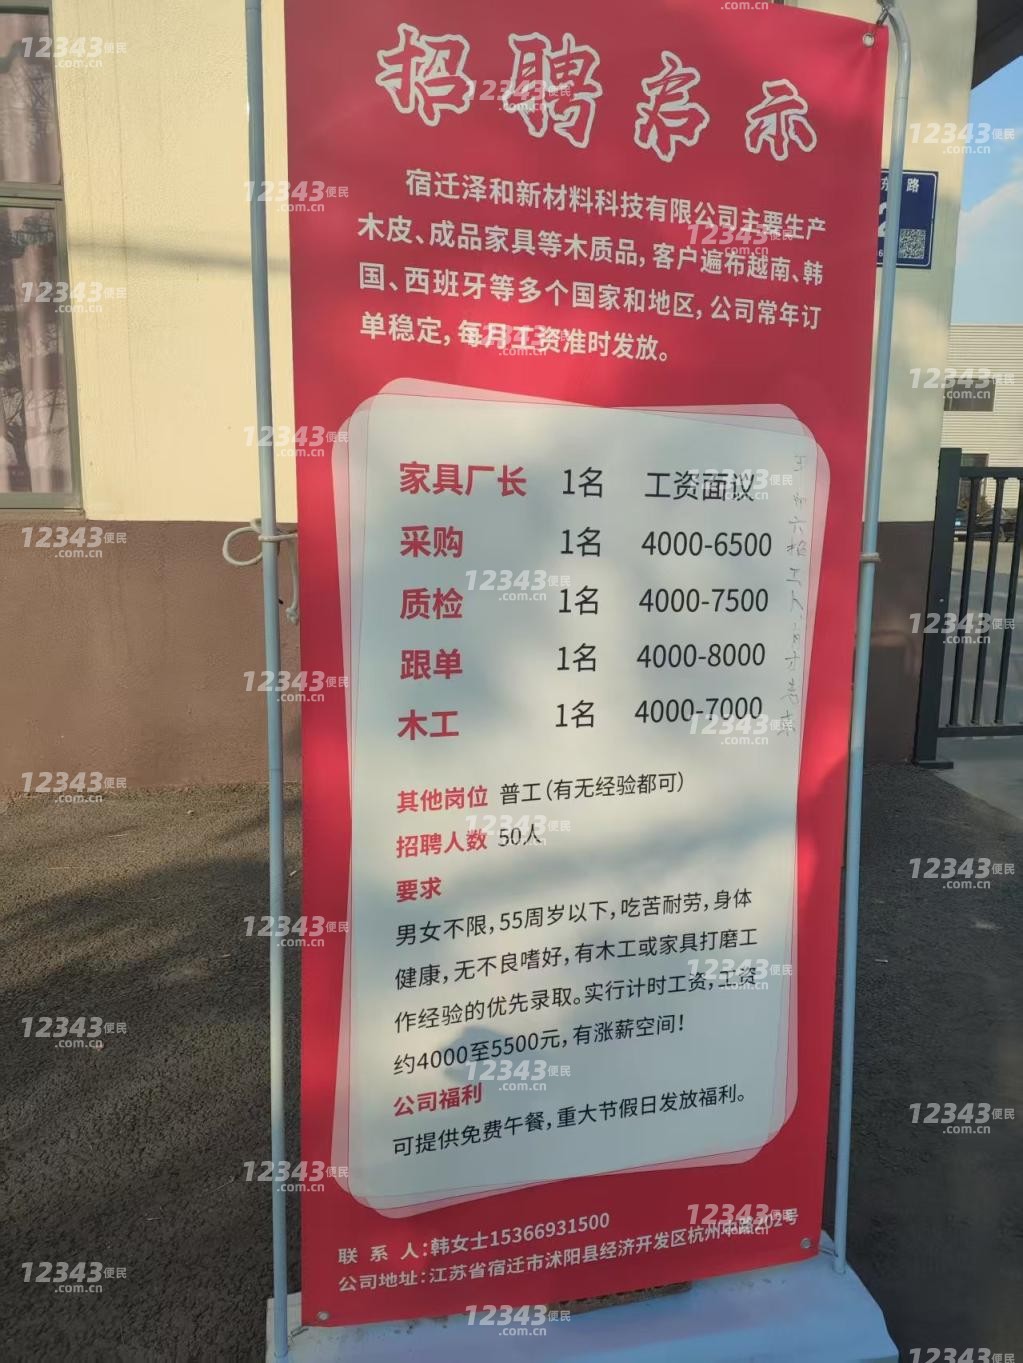 招聘启示
宿迁泽和新材料科技有限公司主要生产
木皮、成品家具等木质品,客户遍布越南、韩
国、西班牙等多个国家和地区,公司常年订
单稳定,每月工资准时发放。
家具厂长 1名 工资面议
采购 1名 4000-6500
质检 1名 4000-7500
跟单 1名 4000-8000
木工 1名 4000-7000
其他岗位 普工(有无经验都可)
招聘人数 50人
要求
男女不限,55周岁以下,吃苦耐劳,身体
健康,无不良嗜好,有木工或家具打磨工
作经验的优先录取。实行计时工资,工资
约4000至5500元,有涨薪空间!
公司福利
可提供免费午餐,重大节假日发放福利。
联系人:韩女士15366931500
公司地址:江苏省宿迁市沭阳县经济开发区杭州中路202号
东路
2
12343便民
.com.cn